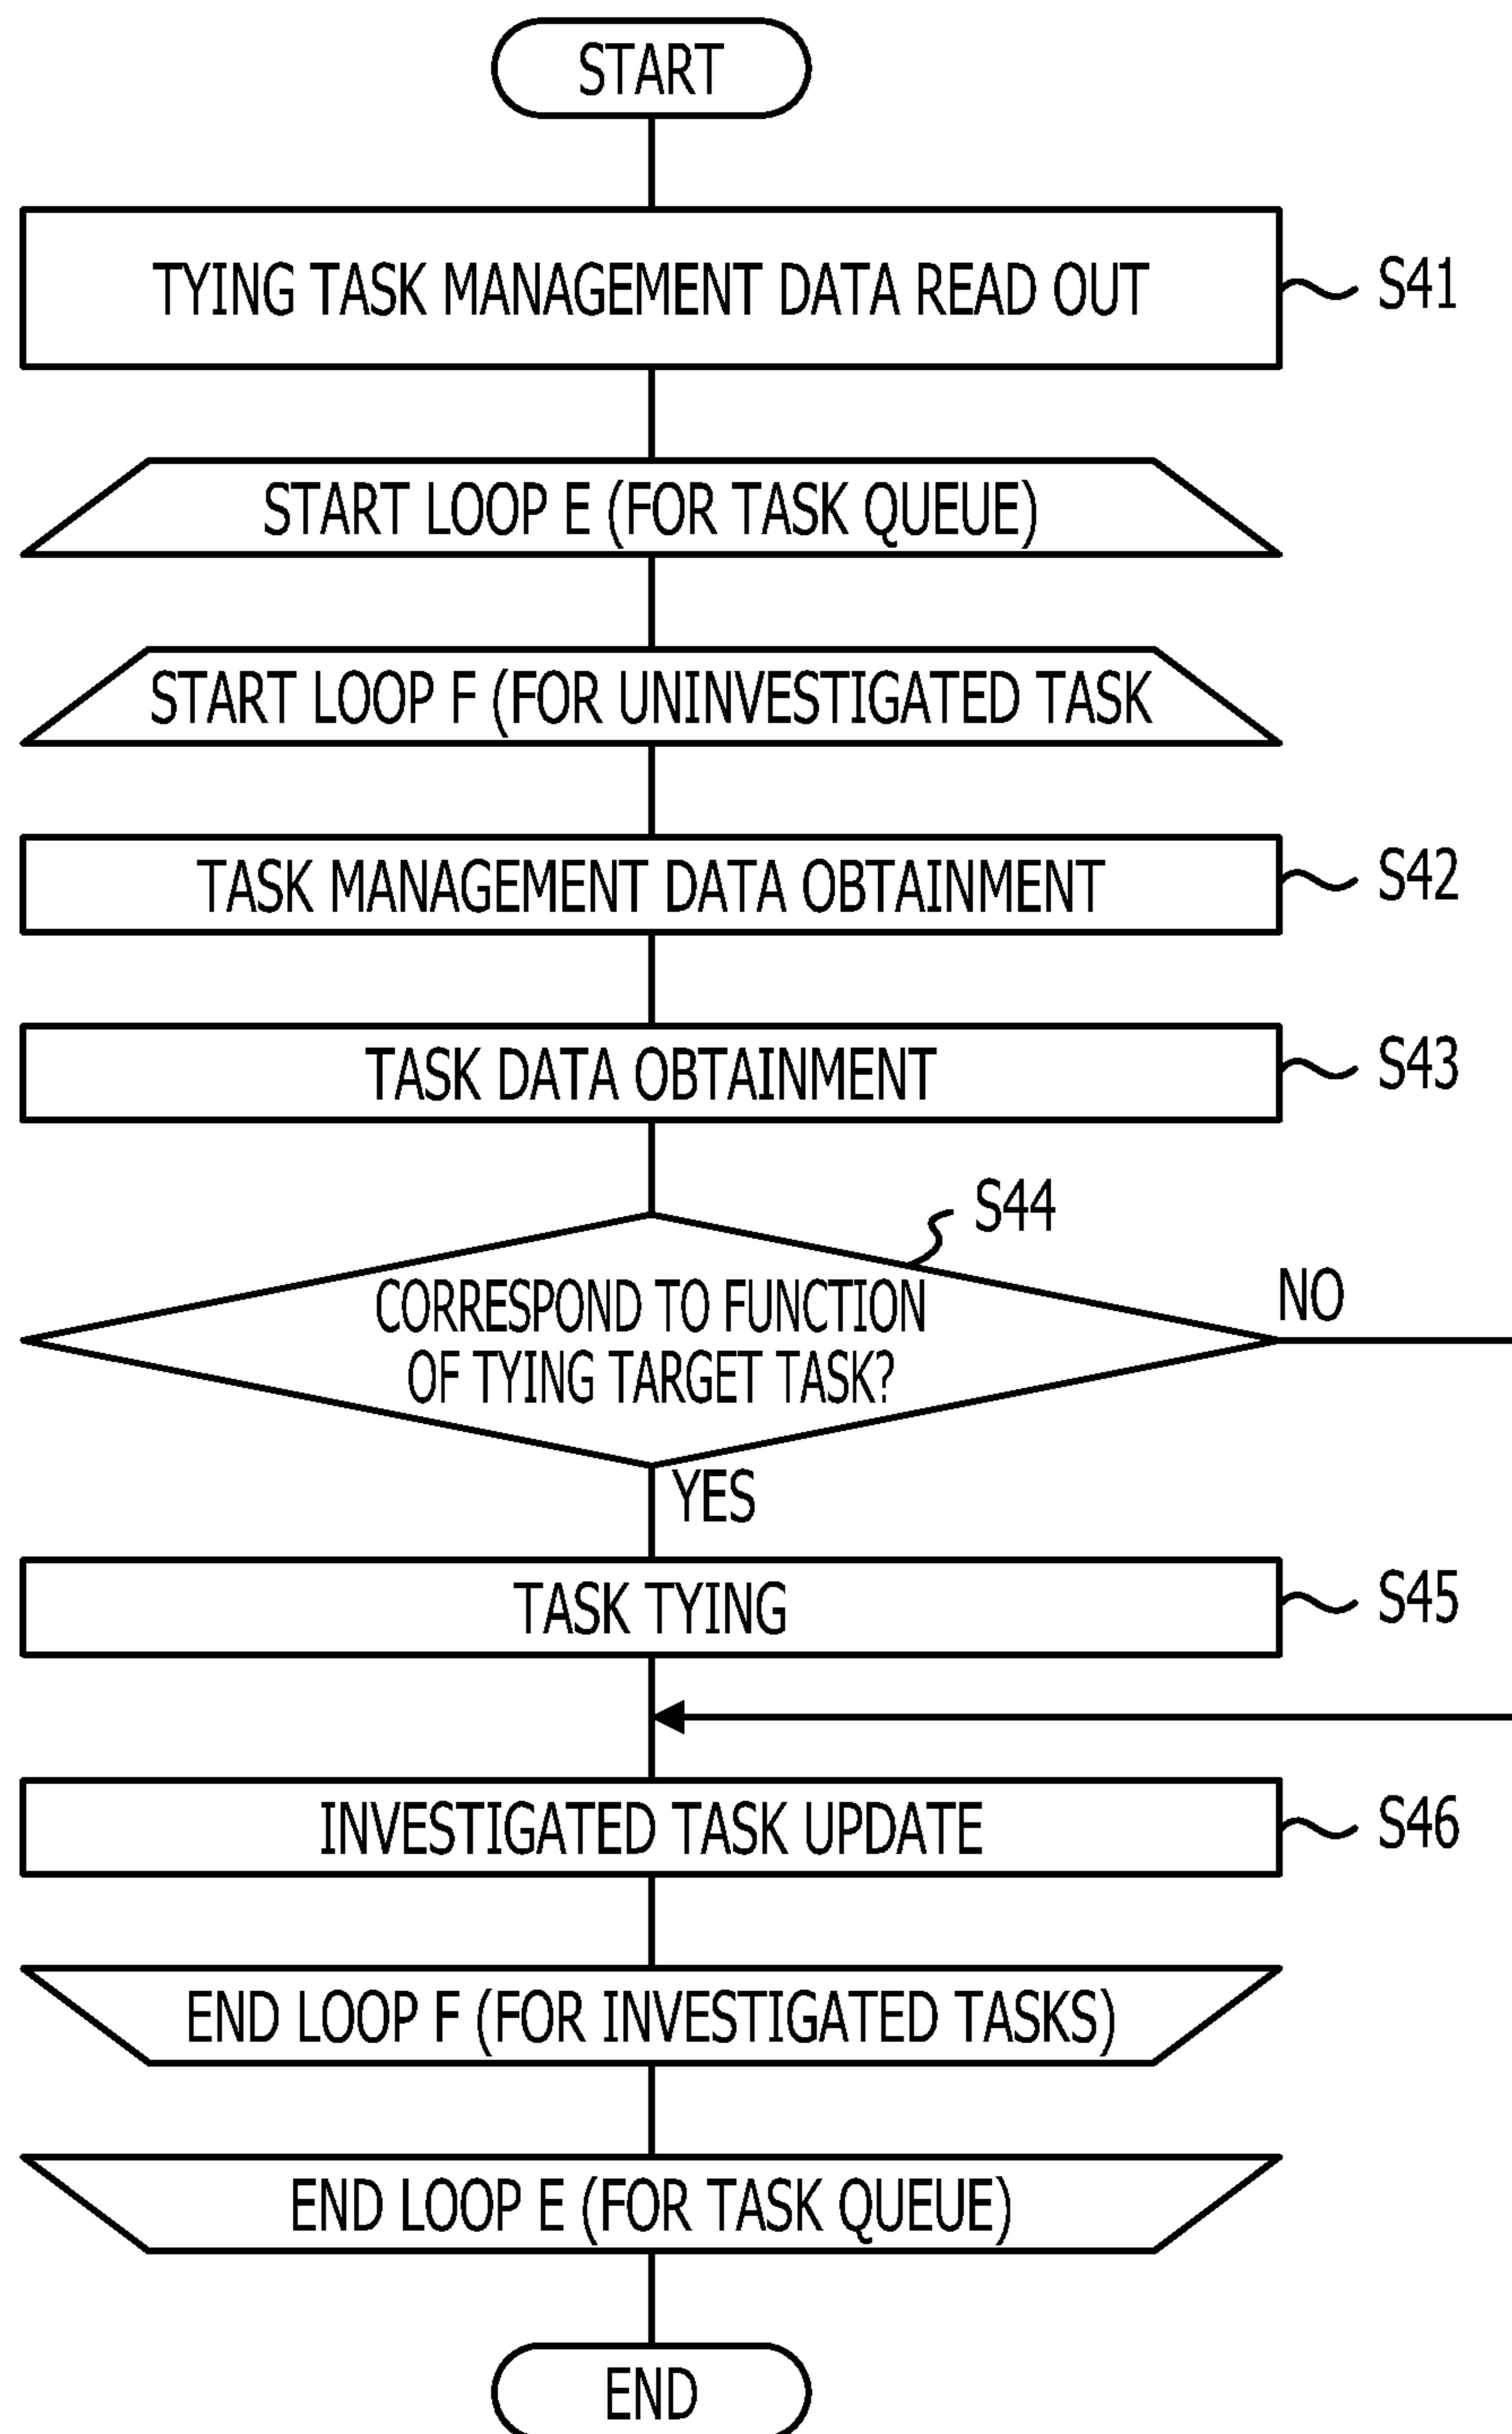 START
TYING TASK MANAGEMENT DATA READ OUT
S41
START LOOP E (FOR TASK QUEUE)
START LOOP F (FOR UNINVESTIGATED TASK
TASK MANAGEMENT DATA OBTAINMENT
S42
TASK DATA OBTAINMENT
S43
S44
CORRESPOND TO FUNCTION
OF TYING TARGET TASK?
NO
YES
TASK TYING
S45
INVESTIGATED TASK UPDATE
S46
END LOOP F (FOR INVESTIGATED TASKS)
END LOOP E (FOR TASK QUEUE)
END